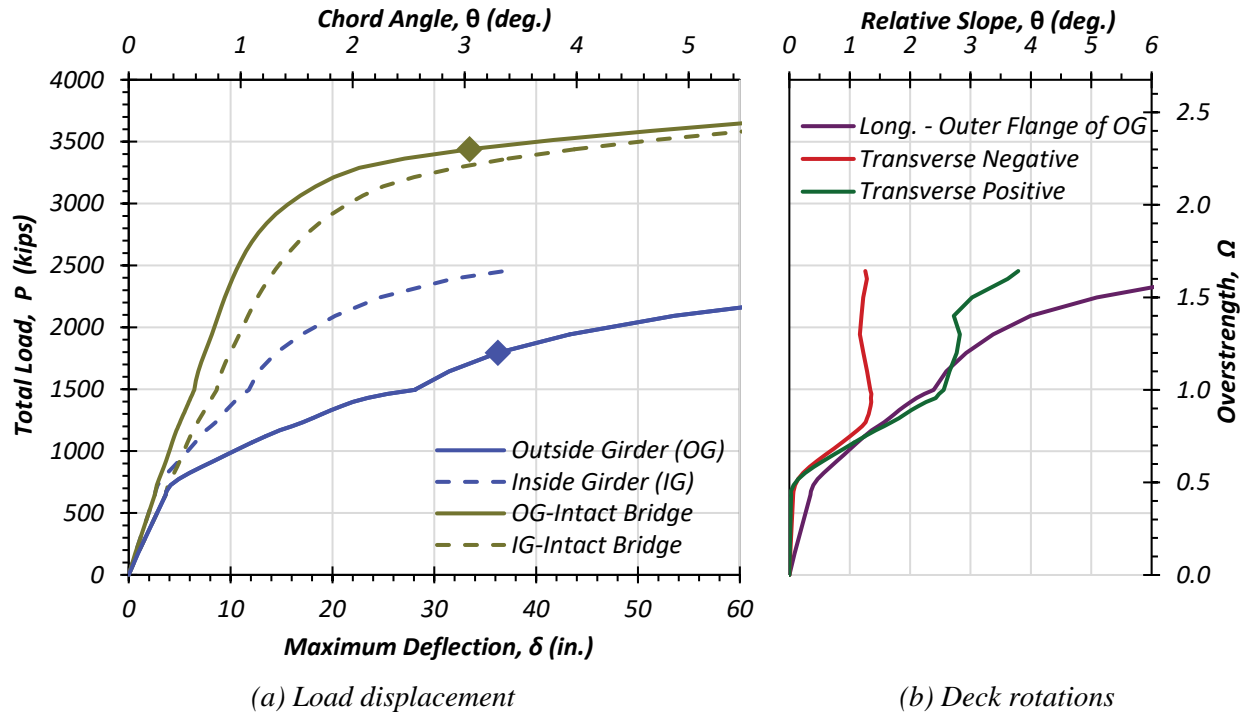 Chord Angle, θ (deg.)
0 1 2 3 4 5
4000
3500
3000
2500
2000
1500
1000
500
0
Total Load, P (kips)
Outside Girder (OG)
Inside Girder (IG)
OG-Intact Bridge
IG-Intact Bridge
0 10 20 30 40 50 60
Maximum Deflection, δ (in.)
(a) Load displacement
Relative Slope, θ (deg.)
0 1 2 3 4 5 6
Long. - Outer Flange of OG
Transverse Negative
Transverse Positive
2.5
2.0
1.5
1.0
0.5
0.0
Overstrength, Ω
(b) Deck rotations